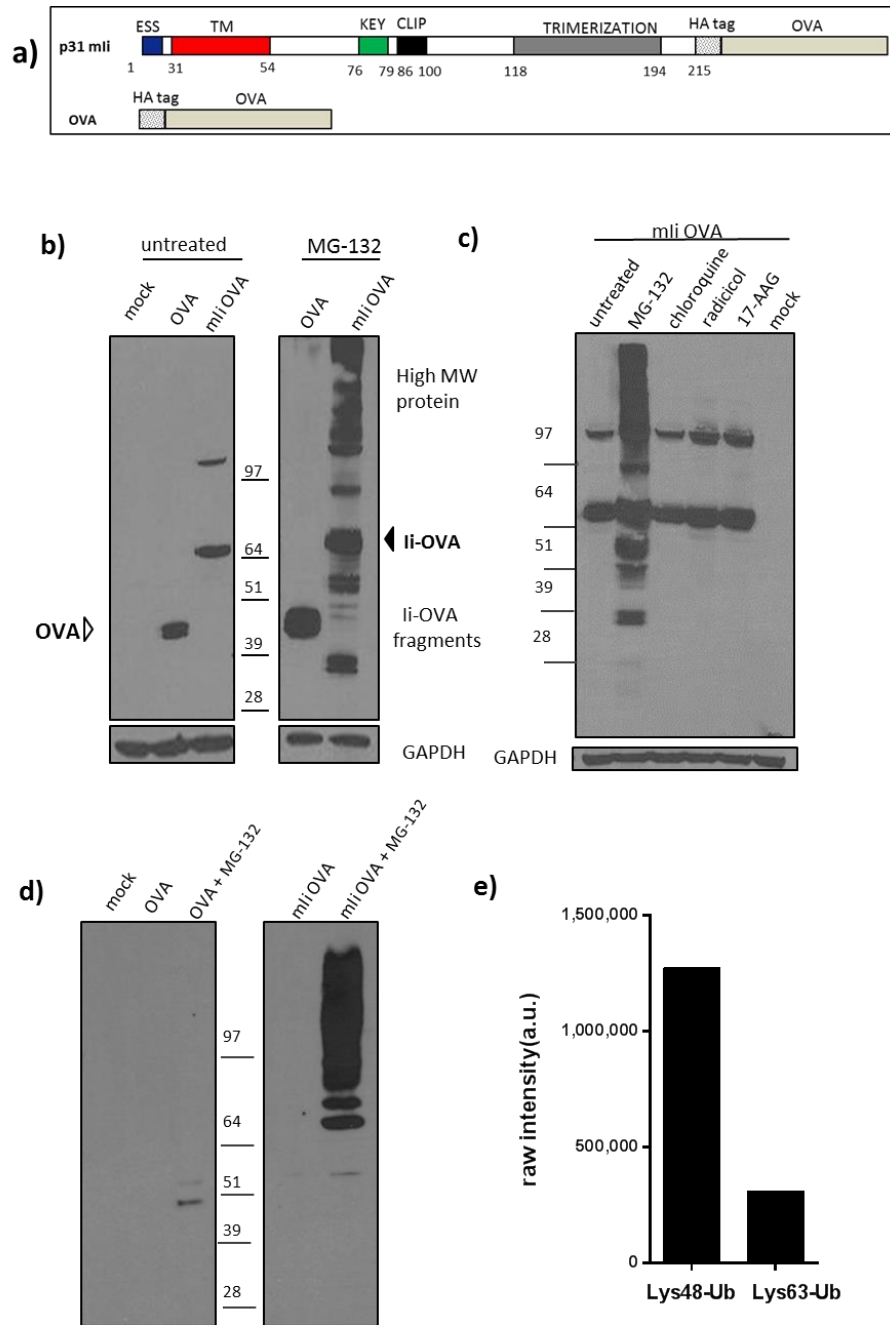 a)
p31 mIi
ESS TM KEY CLIP TRIMERIZATION HA tag OVA
1 31 54 76 79 86 100 118 194 215
HA tag OVA
OVA
b)
untreated
mock OVA mIi OVA
MG-132
OVA mIi OVA
97
64
51
39
28
OVA
High MW
protein
Ii-OVA
Ii-OVA
fragments
GAPDH
c)
mIi OVA
untreated MG-132 chloroquine radicicol 17-AAG mock
97
64
51
39
28
GAPDH
d)
mock OVA OVA + MG-132
mIi OVA mIi OVA + MG-132
97
64
51
39
28
e)
raw intensity(a.u.)
1,500,000
1,000,000
500,000
0
Lys48-Ub Lys63-Ub